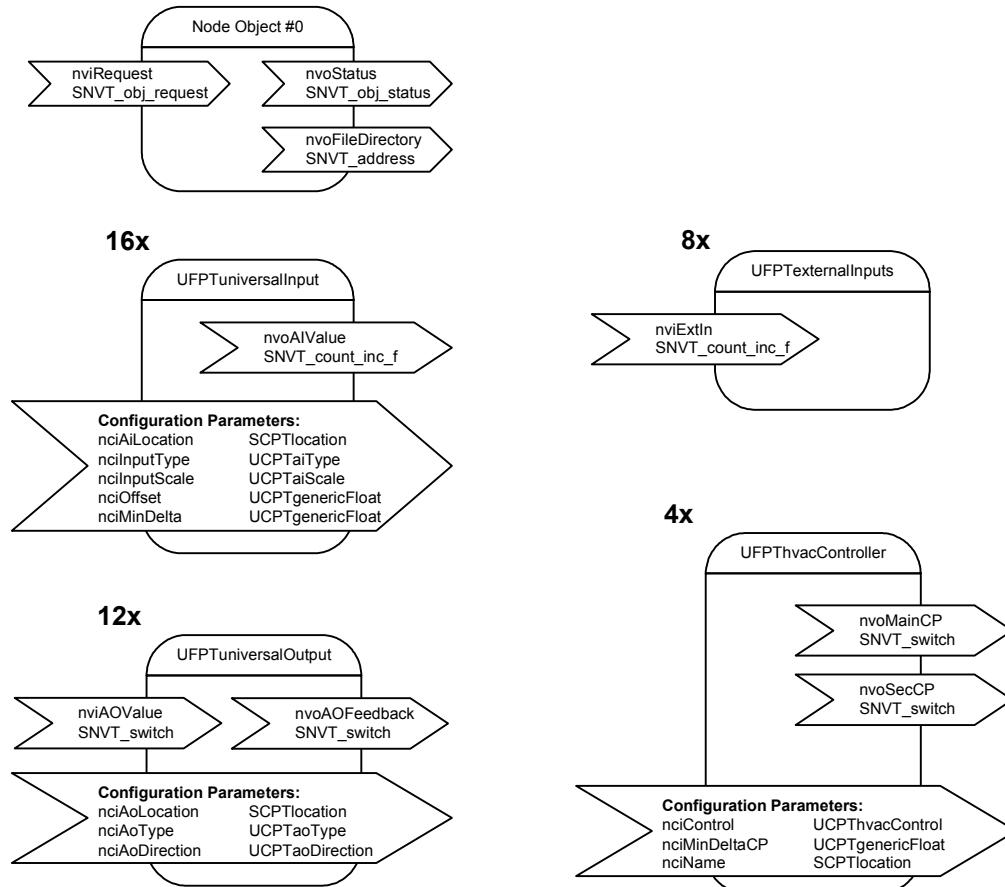 Node Object #0
nviRequest
SNVT_obj_request
nvoStatus
SNVT_obj_status
nvoFileDirectory
SNVT_address
16x
UFPTuniversalInput
nvoAIValue
SNVT_count_inc_f
Configuration Parameters:
nciAiLocation SCPTlocation
nciInputType UCPTaiType
nciInputScale UCPTaiScale
nciOffset UCPTgenericFloat
nciMinDelta UCPTgenericFloat
8x
UFPTexternalInputs
nviExtIn
SNVT_count_inc_f
12x
UFPTuniversalOutput
nviAOValue
SNVT_switch
nvoAOFeedback
SNVT_switch
Configuration Parameters:
nciAoLocation SCPTlocation
nciAoType UCPTaoType
nciAoDirection UCPTaoDirection
4x
UFPThvacController
nvoMainCP
SNVT_switch
nvoSecCP
SNVT_switch
Configuration Parameters:
nciControl UCPThvacControl
nciMinDeltaCP UCPTgenericFloat
nciName SCPTlocation